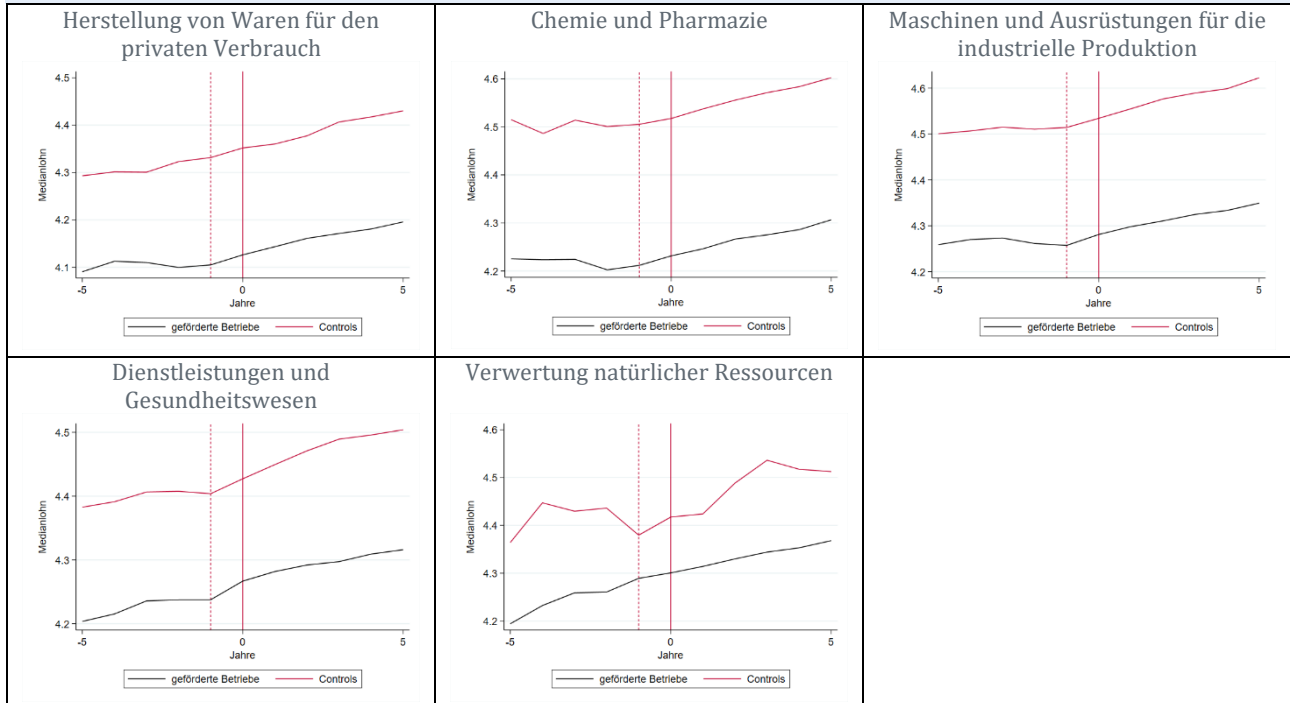 Herstellung von Waren für den
privaten Verbrauch
4.5
4.4
4.3
4.2
4.1
Medianlohn
-5
0
5
Jahre
geförderte Betriebe
Controls
Chemie und Pharmazie
4.6
4.5
4.4
4.3
4.2
Medianlohn
-5
0
5
Jahre
geförderte Betriebe
Controls
Maschinen und Ausrüstungen für die
industrielle Produktion
4.6
4.5
4.4
4.3
4.2
Medianlohn
-5
0
5
Jahre
geförderte Betriebe
Controls
Dienstleistungen und
Gesundheitswesen
4.5
4.4
4.3
4.2
Medianlohn
-5
0
5
Jahre
geförderte Betriebe
Controls
Verwertung natürlicher Ressourcen
4.6
4.5
4.4
4.3
4.2
Medianlohn
-5
0
5
Jahre
geförderte Betriebe
Controls